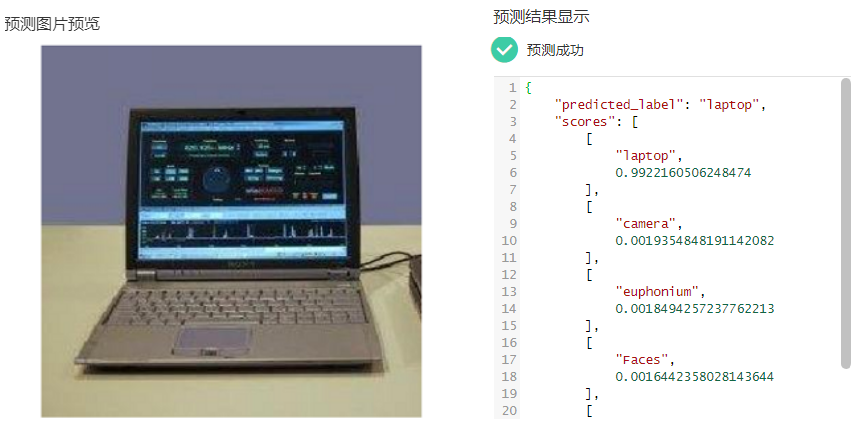 预测图片预览
预测结果显示
预测成功
1 {
2 "predicted_label": "laptop",
3 "scores": [
4 [
5 "laptop",
6 0.9922160506248474
7 ],
8 [
9 "camera",
10 0.0019354848191142082
11 ],
12 [
13 "euphonium",
14 0.0018494257237762213
15 ],
16 [
17 "Faces",
18 0.0016442358028143644
19 ],
20 [
SONY